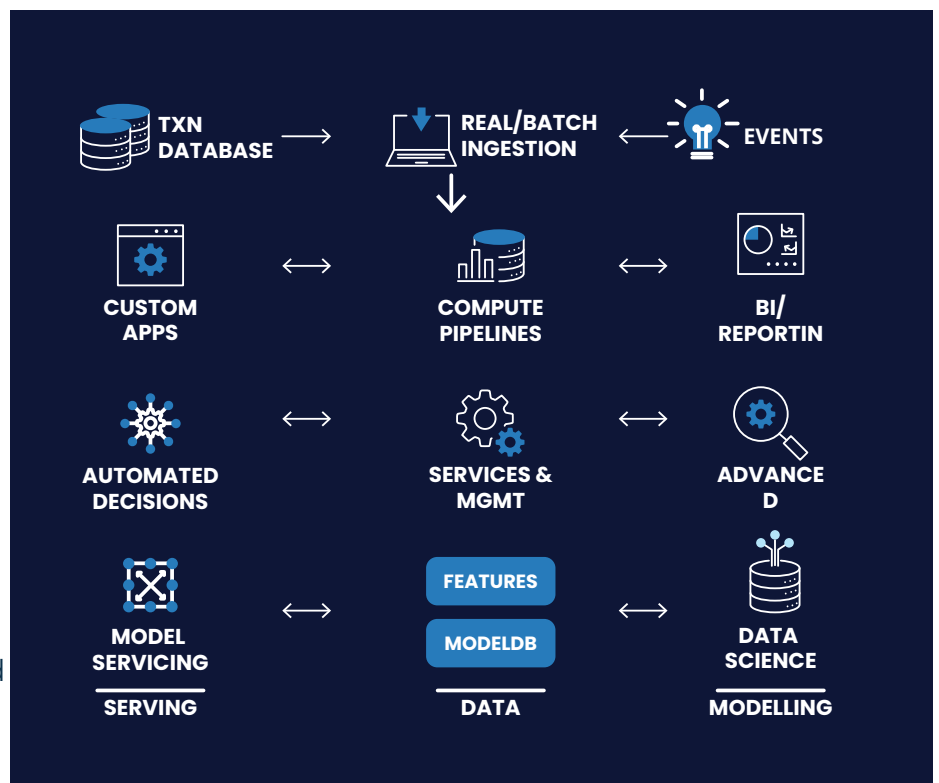 TXN
DATABASE
REAL/BATCH
INGESTION
EVENTS
CUSTOM
APPS
COMPUTE
PIPELINES
BI/
REPORTIN
AUTOMATED
DECISIONS
SERVICES &
MGMT
ADVANCE
D
FEATURES
MODELDB
MODEL
SERVICING
DATA
SCIENCE
SERVING
DATA
MODELLING